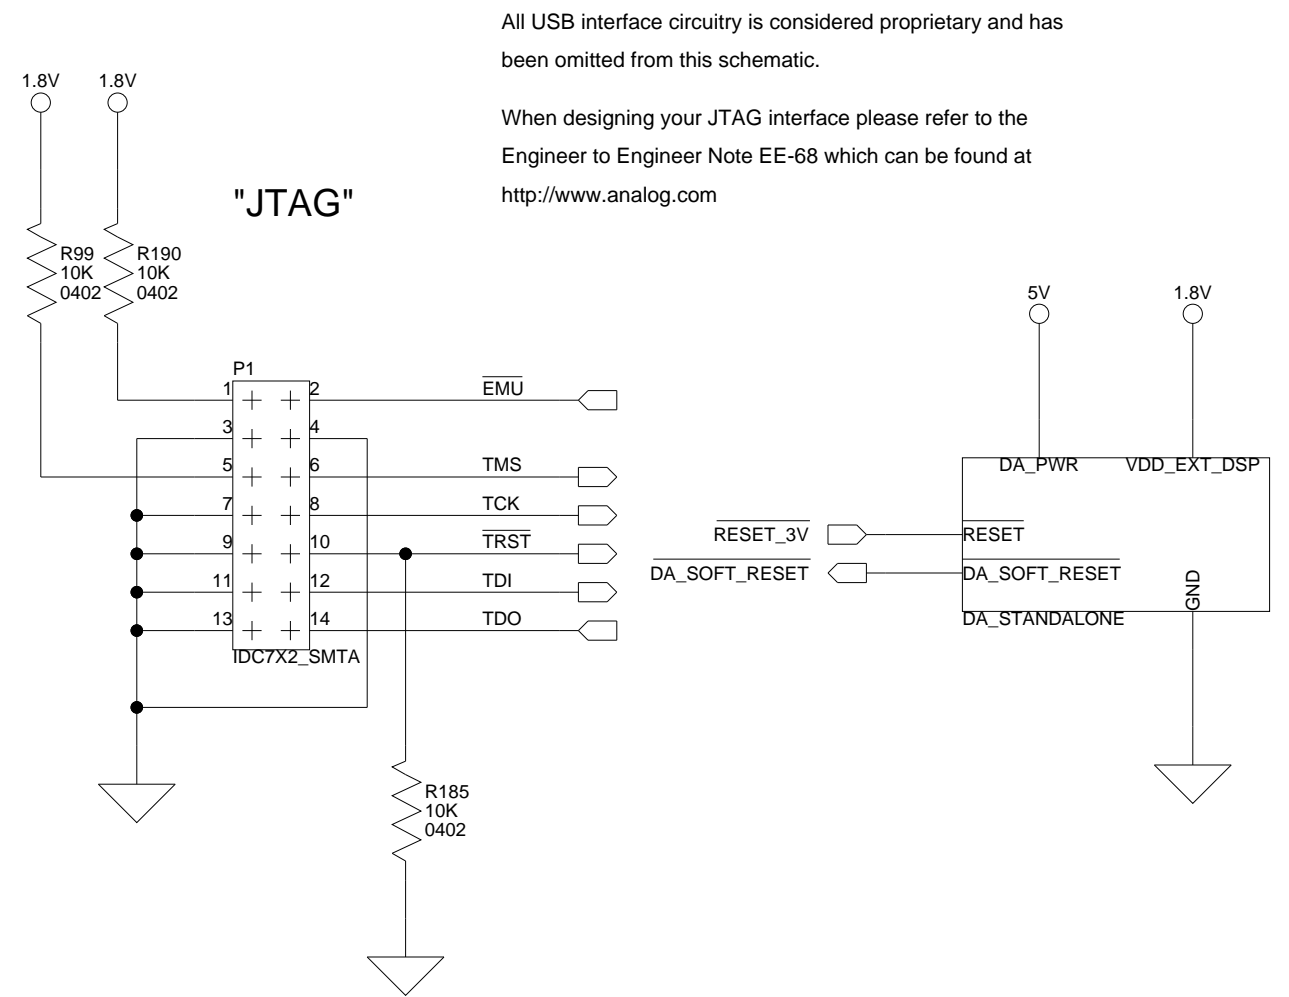 All USB interface circuitry is considered proprietary and has
been omitted from this schematic.
When designing your JTAG interface please refer to the
Engineer to Engineer Note EE-68 which can be found at
http://www.analog.com
1.8V
1.8V
"JTAG"
R99
10K
0402
R190
10K
0402
P1
1
2
EMU
3
4
5
6
TMS
7
8
TCK
9
10
TRST
11
12
TDI
13
14
TDO
IDC7X2_SMTA
R185
10K
0402
5V
1.8V
DA_PWR
VDD_EXT_DSP
RESET_3V
RESET
DA_SOFT_RESET
DA_SOFT_RESET
GND
DA_STANDALONE